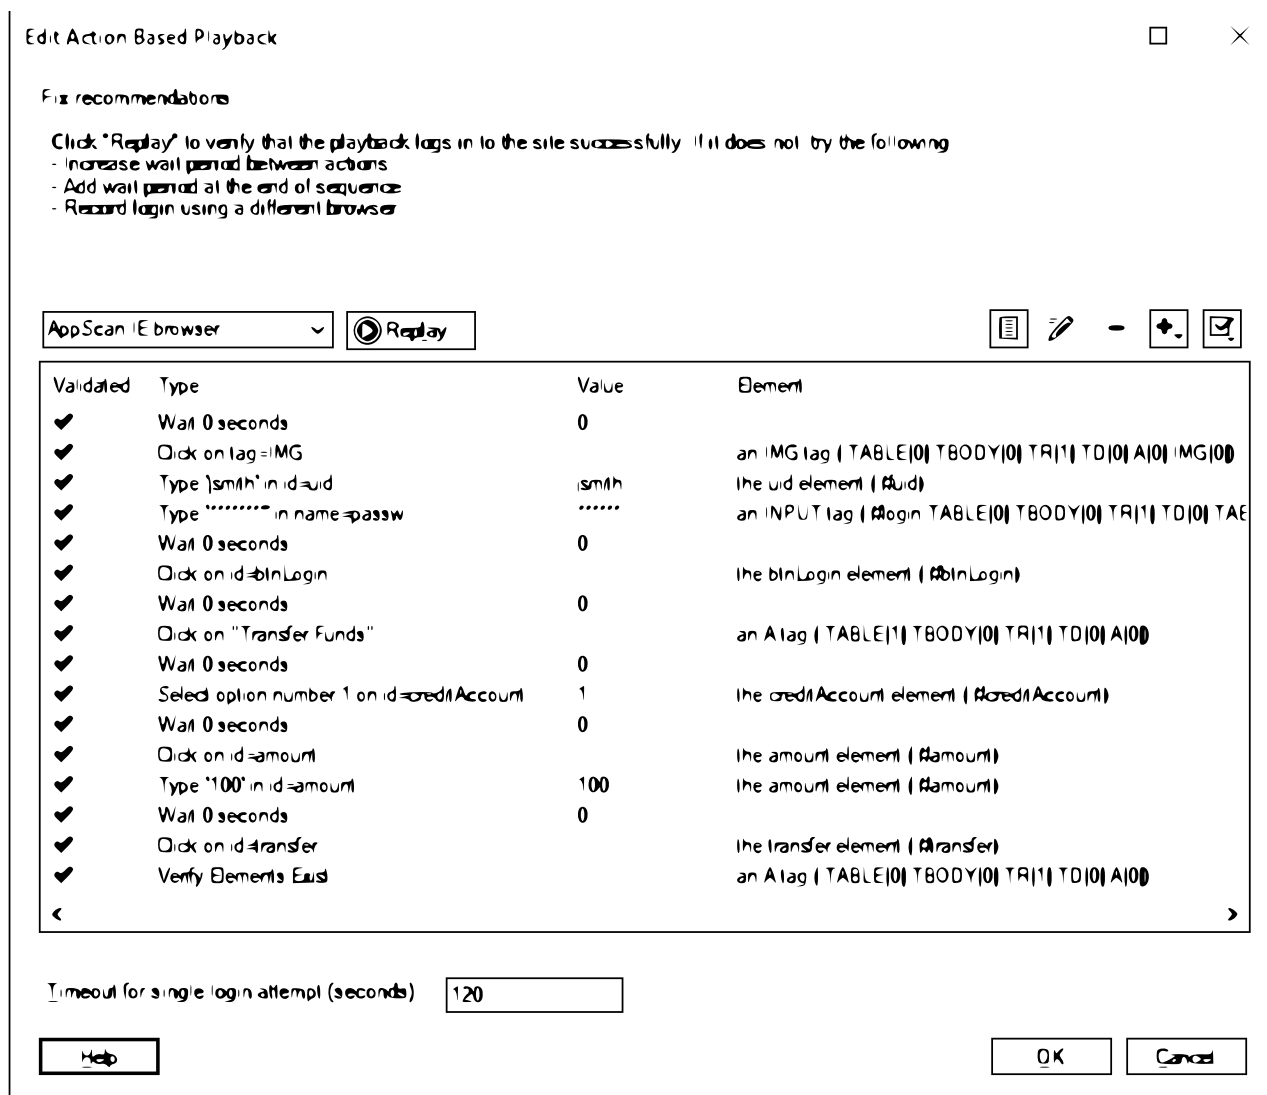 Edit Action Based Playback
Fix recommendations
Click "Replay" to verify that the playback logs in to the site successfully If it does not try the following
- Increase wait period between actions
- Add wait period at the end of sequence
- Record login using a different browser
AppScan IE browser Replay
Validated Type Value Element
Wait 0 seconds 0
Click on tag=IMG an IMG tag ( TABLE[0] TBODY[0] TR[1] TD[0] A[0] IMG[0])
Type "jsmith" in id=uid jsmith the uid element ( #uid)
Type "********" in name=passw ****** an INPUT tag ( #login TABLE[0] TBODY[0] TR[1] TD[0] TAB
Wait 0 seconds 0
Click on id=btnLogin the btnLogin element ( #btnLogin)
Wait 0 seconds 0
Click on "Transfer Funds" an A tag ( TABLE[1] TBODY[0] TR[1] TD[0] A[0])
Wait 0 seconds 0
Select option number 1 on id=creditAccount 1 the creditAccount element ( #creditAccount)
Wait 0 seconds 0
Click on id=amount the amount element ( #amount)
Type "100" in id=amount 100 the amount element ( #amount)
Wait 0 seconds 0
Click on id=transfer the transfer element ( #transfer)
Verify Elements Exist an A tag ( TABLE[0] TBODY[0] TR[1] TD[0] A[0])
Timeout for single login attempt (seconds) 120
Help OK Cancel